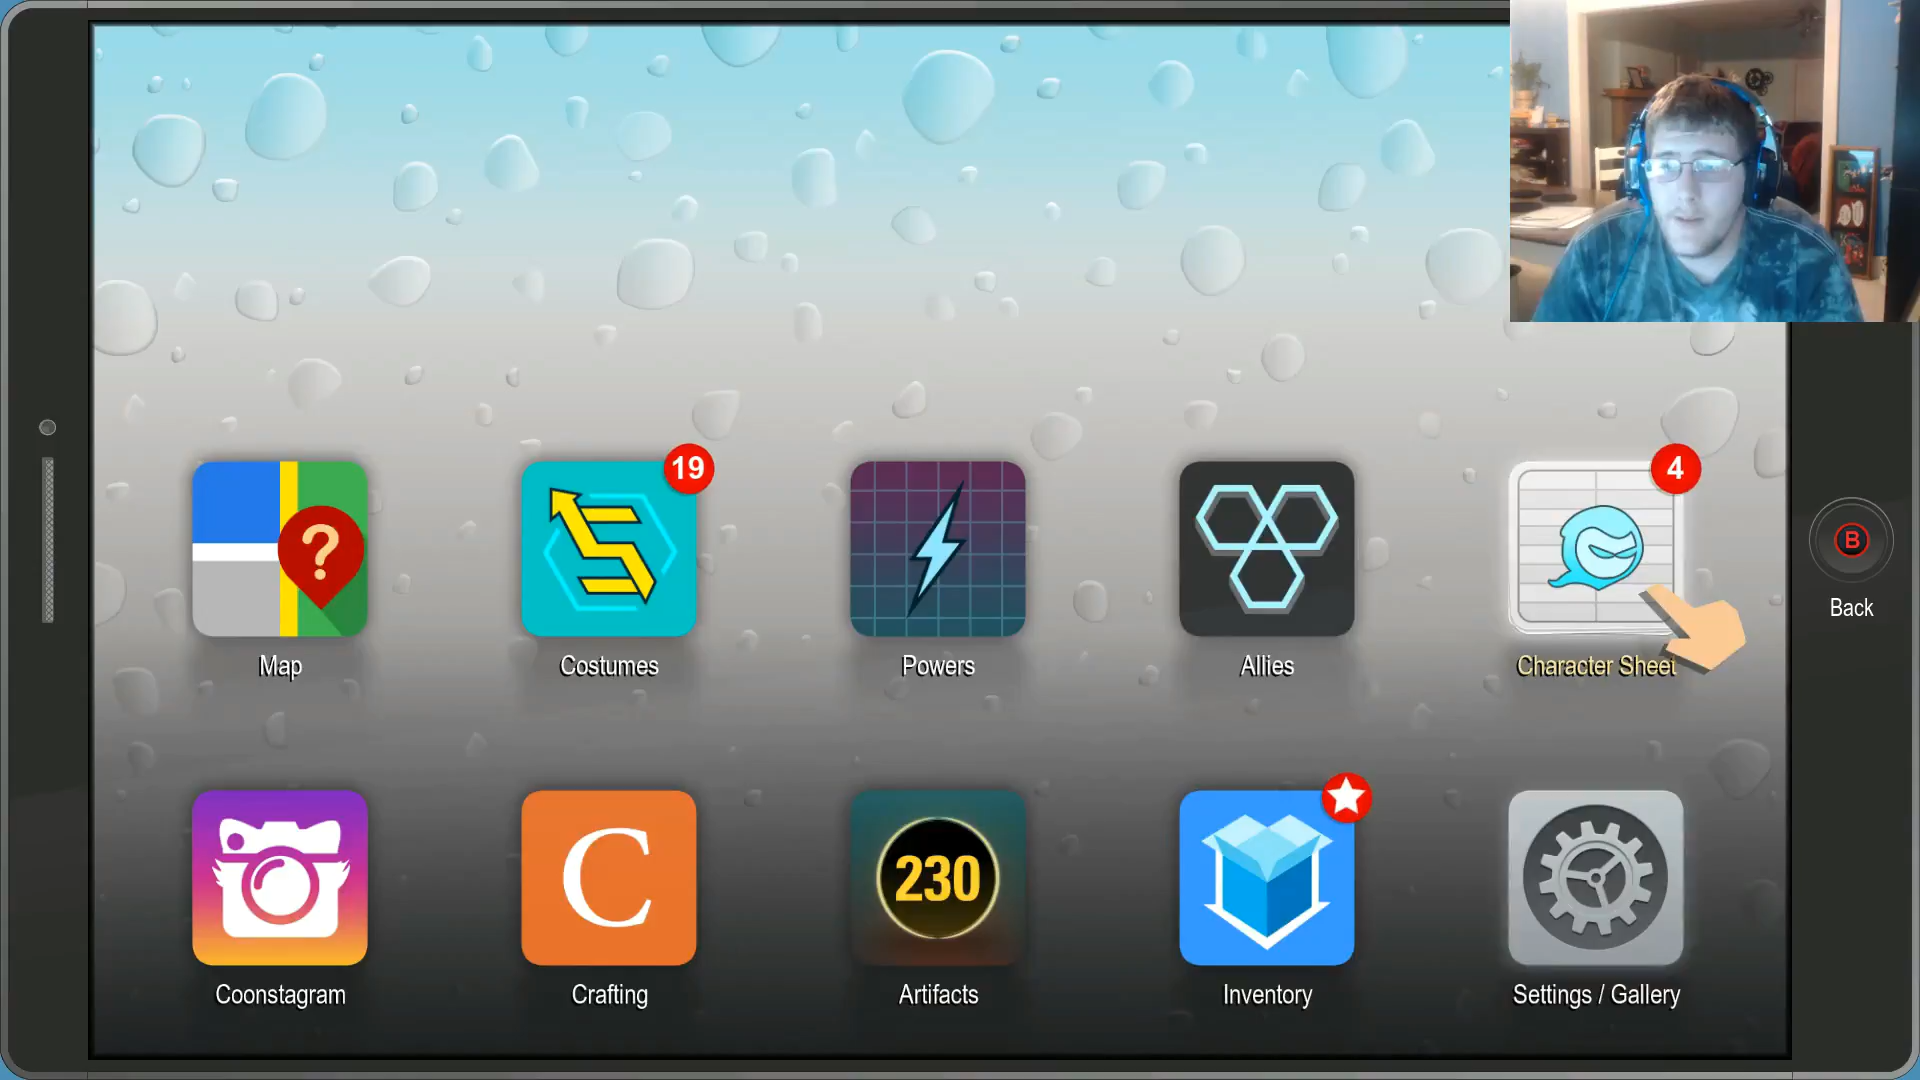 19
4
?
Map
Costumes
Powers
Allies
Character Sheet
B
Back
C
230
Coonstagram
Crafting
Artifacts
Inventory
Settings / Gallery